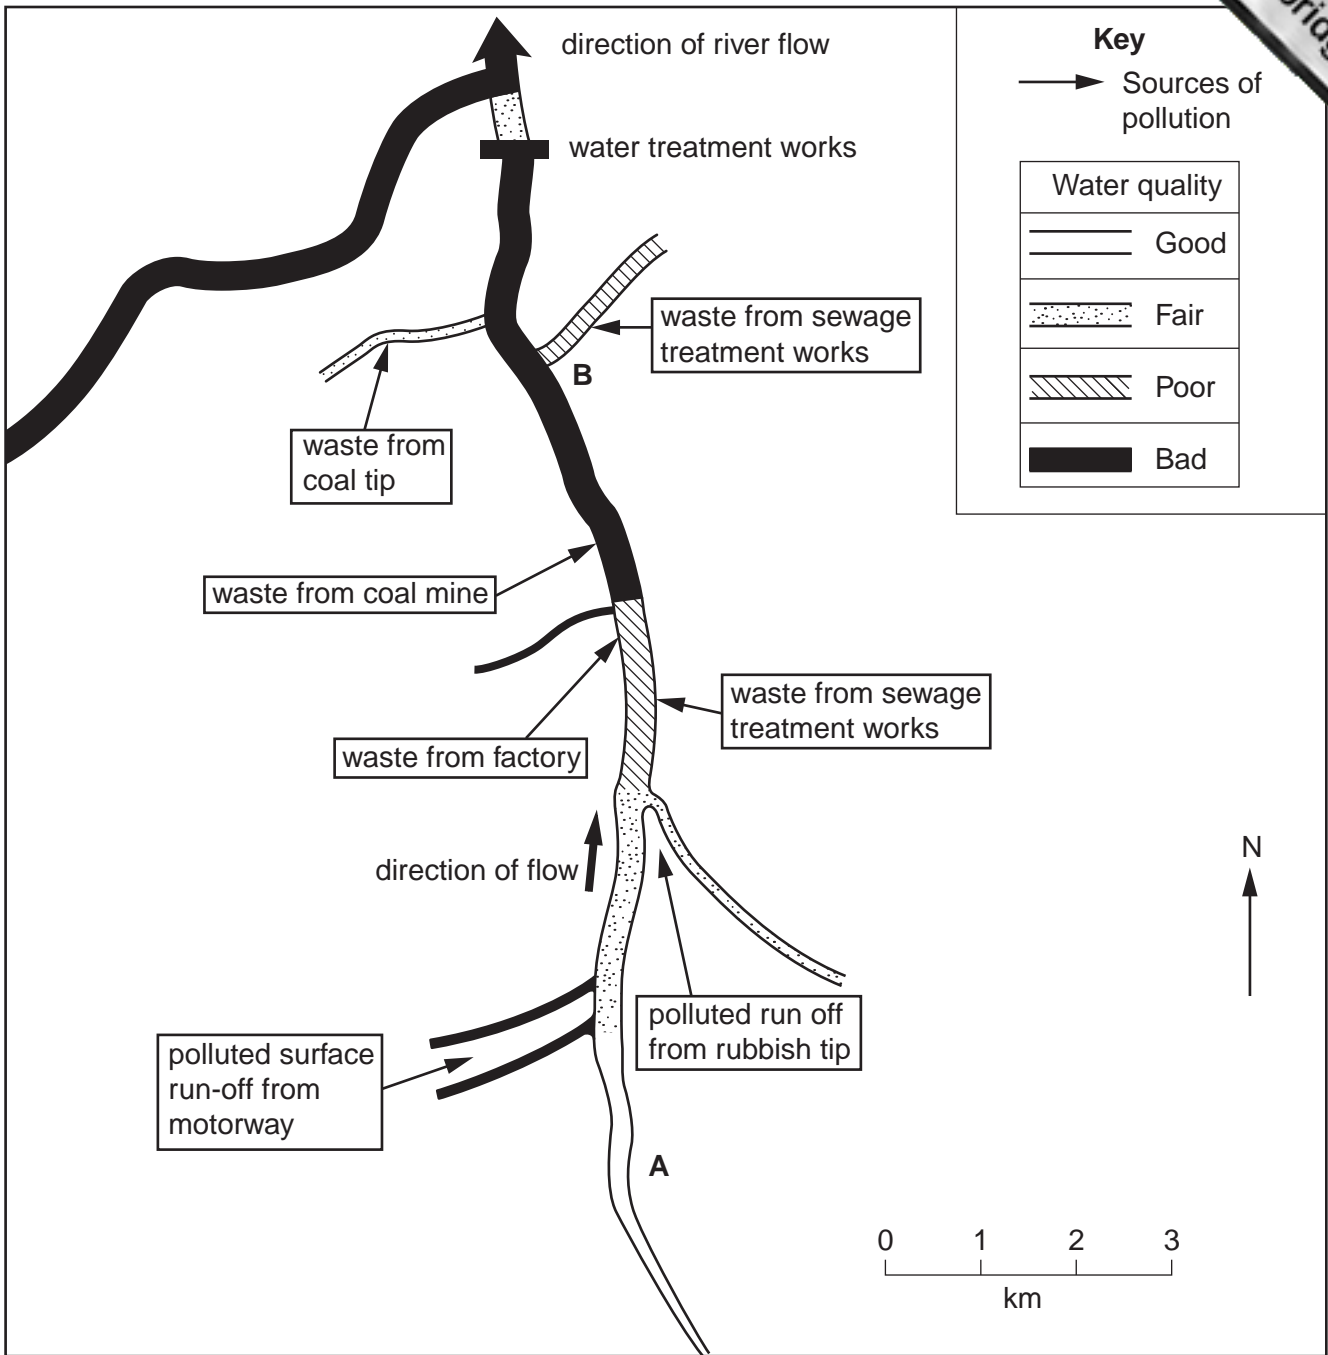 direction of river flow
water treatment works
Key
Sources of
pollution
Water quality
Good
Fair
Poor
Bad
waste from sewage
treatment works
B
waste from
coal tip
waste from coal mine
waste from sewage
treatment works
waste from factory
direction of flow
N
polluted run off
from rubbish tip
polluted surface
run-off from
motorway
A
0 1 2 3
km